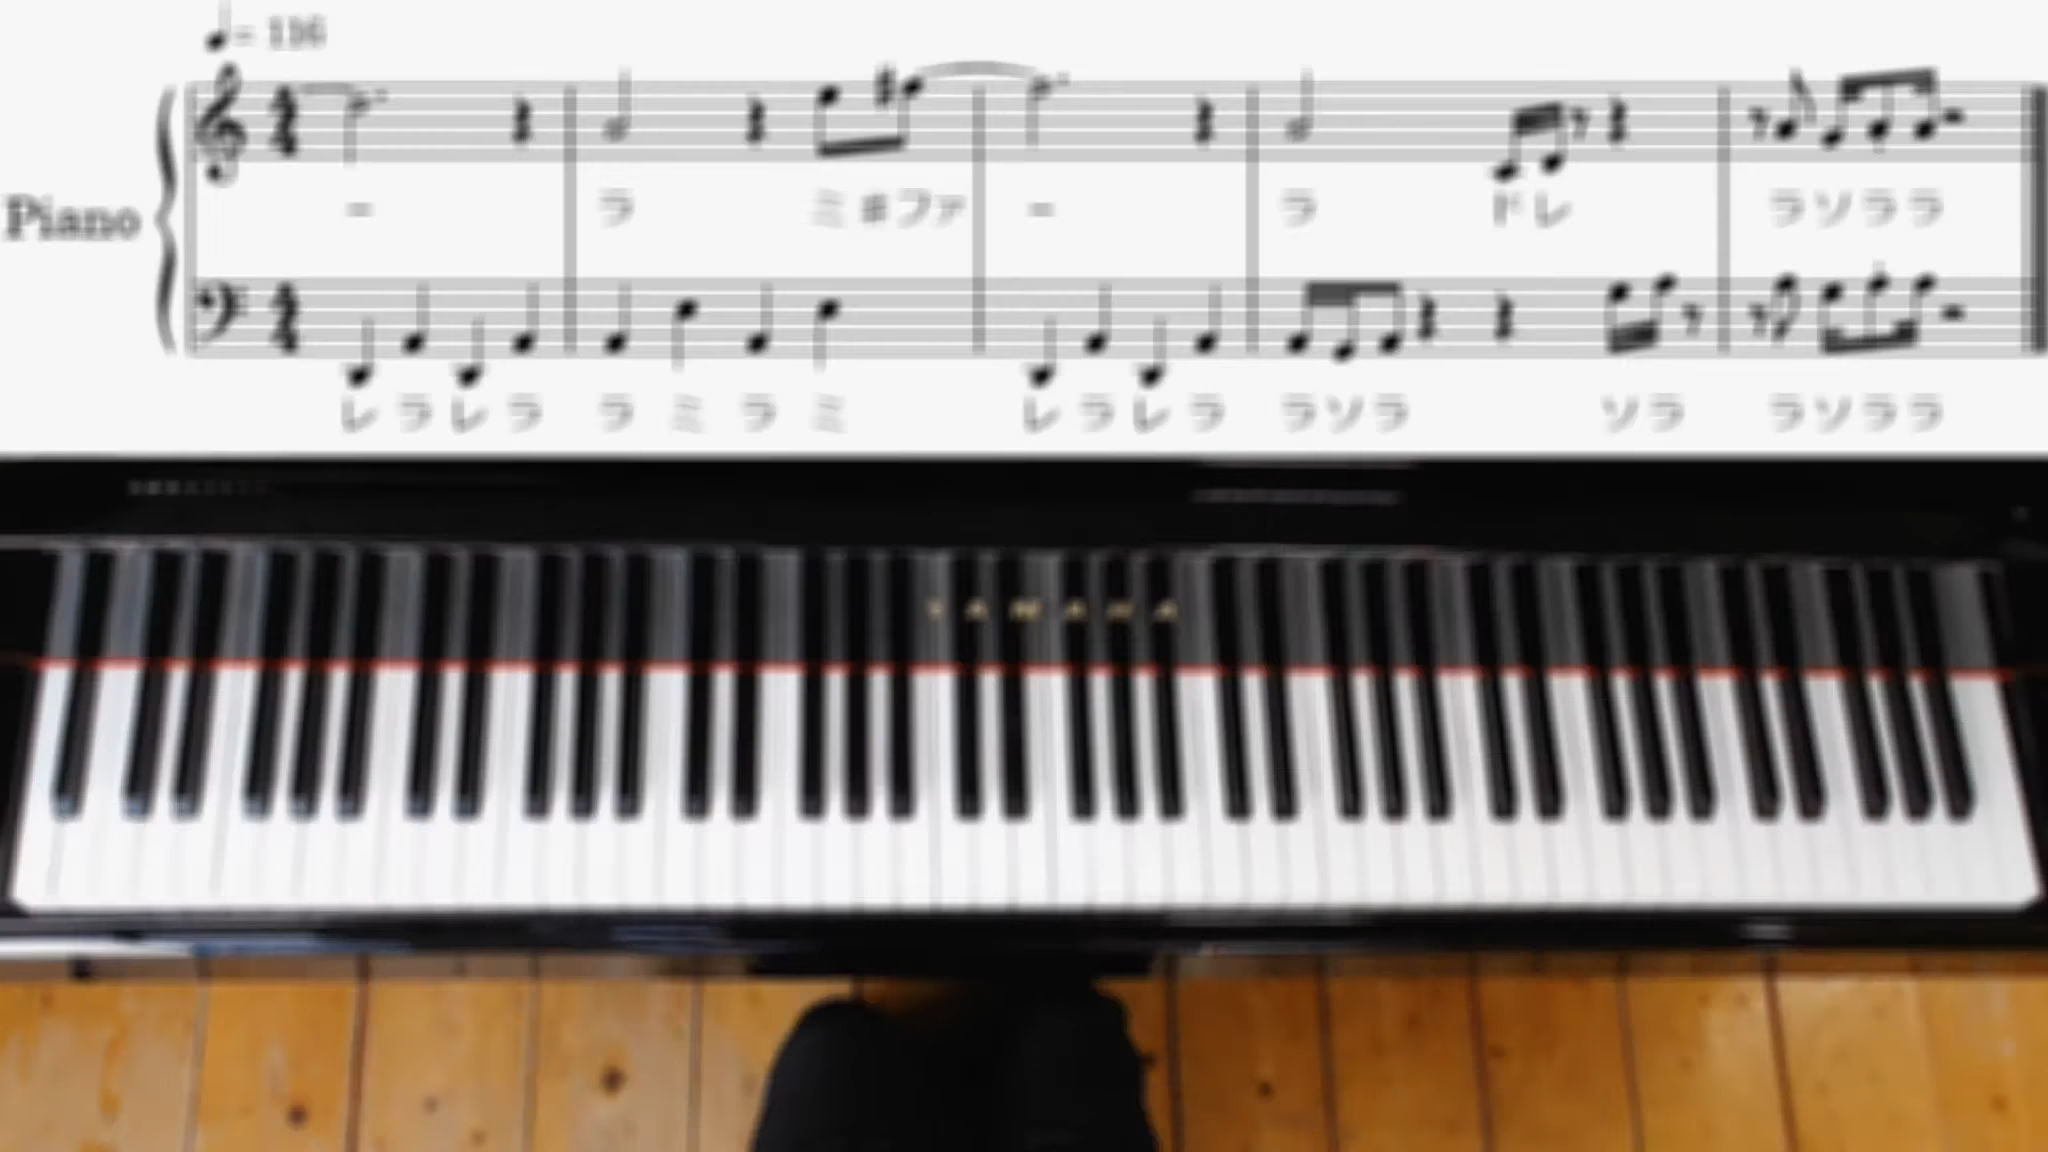 = 116
Piano
- ラ ミ♯ファ - ラ ドレ ラソララ
レラレラ ラミラミ レラレラ ラソラ ソラ ラソララ
YAMAHA